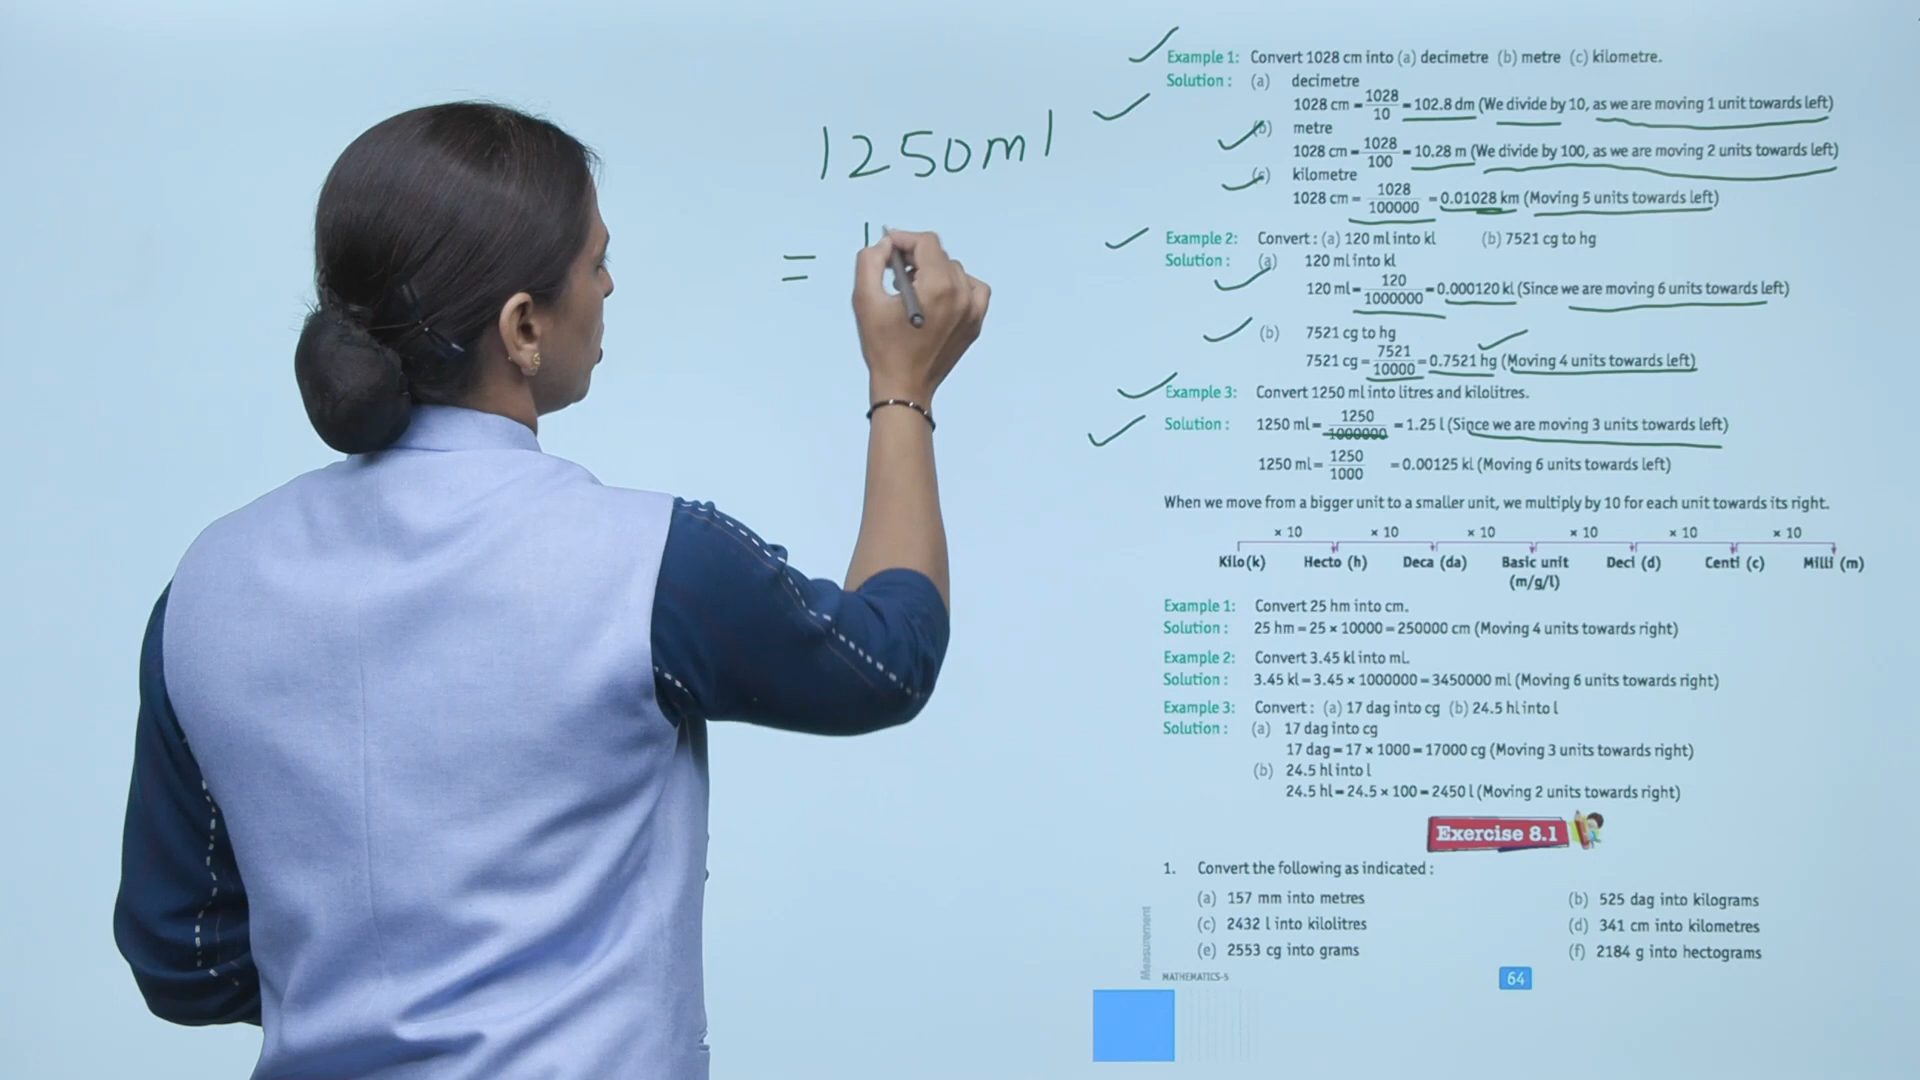 1250ml
=
Example 1: Convert 1028 cm into (a) decimetre (b) metre (c) kilometre.
Solution : (a) decimetre
1028 cm = 1028/10 = 102.8 dm (We divide by 10, as we are moving 1 unit towards left)
(b) metre
1028 cm = 1028/100 = 10.28 m (We divide by 100, as we are moving 2 units towards left)
(c) kilometre
1028 cm = 1028/100000 = 0.01028 km (Moving 5 units towards left)
Example 2: Convert : (a) 120 ml into kl (b) 7521 cg to hg
Solution : (a) 120 ml into kl
120 ml = 120/1000000 = 0.000120 kl (Since we are moving 6 units towards left)
(b) 7521 cg to hg
7521 cg = 7521/10000 = 0.7521 hg (Moving 4 units towards left)
Example 3: Convert 1250 ml into litres and kilolitres.
Solution : 1250 ml = 1250/1000000 = 1.25 l (Since we are moving 3 units towards left)
1250 ml = 1250/1000 = 0.00125 kl (Moving 6 units towards left)
When we move from a bigger unit to a smaller unit, we multiply by 10 for each unit towards its right.
× 10 × 10 × 10 × 10 × 10 × 10
Kilo(k) Hecto (h) Deca (da) Basic unit Deci (d) Centi (c) Milli (m)
(m/g/l)
Example 1: Convert 25 hm into cm.
Solution : 25 hm = 25 × 10000 = 250000 cm (Moving 4 units towards right)
Example 2: Convert 3.45 kl into mL.
Solution : 3.45 kl = 3.45 × 1000000 = 3450000 ml (Moving 6 units towards right)
Example 3: Convert : (a) 17 dag into cg (b) 24.5 hl into l
Solution : (a) 17 dag into cg
17 dag = 17 × 1000 = 17000 cg (Moving 3 units towards right)
(b) 24.5 hl into l
24.5 hl = 24.5 × 100 = 2450 l (Moving 2 units towards right)
Exercise 8.1
1. Convert the following as indicated :
(a) 157 mm into metres (b) 525 dag into kilograms
(c) 2432 l into kilolitres (d) 341 cm into kilometres
(e) 2553 cg into grams (f) 2184 g into hectograms
Measurement
MATHEMATICS-5
64